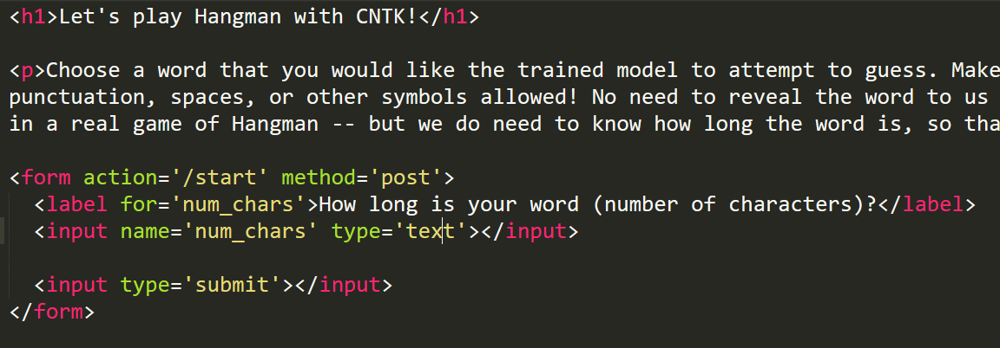 <h1>Let's play Hangman with CNTK!</h1>
<p>Choose a word that you would like the trained model to attempt to guess. Make
punctuation, spaces, or other symbols allowed! No need to reveal the word to us
in a real game of Hangman -- but we do need to know how long the word is, so tha
<form action='/start' method='post'>
<label for='num_chars'>How long is your word (number of characters)?</label>
<input name='num_chars' type='text'></input>
<input type='submit'></input>
</form>